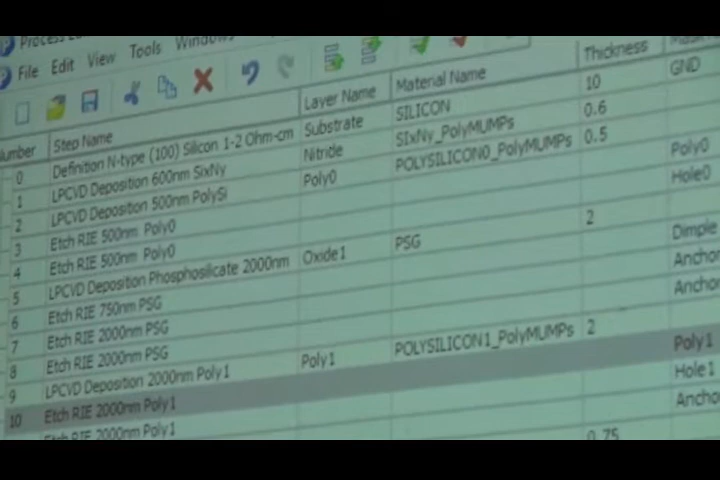 File Edit View Tools
Number Step Name Layer Name Material Name Thickness
0 Definition N-type (100) Silicon 1-2 Ohm-cm Substrate SILICON 10 GND
1 LPCVD Deposition 600nm SixNy Nitride SIxNy_PolyMUMPs 0.6
2 LPCVD Deposition 500nm PolySi Poly0 POLYSILICON0_PolyMUMPs 0.5
3 Etch RIE 500nm Poly0 Poly0
4 Etch RIE 500nm Poly0 Hole0
5 LPCVD Deposition Phosphosilicate 2000nm Oxide1 PSG 2
6 Etch RIE 750nm PSG Dimple
7 Etch RIE 2000nm PSG Anchor
8 Etch RIE 2000nm PSG Anchor
9 LPCVD Deposition 2000nm Poly1 Poly1 POLYSILICON1_PolyMUMPs 2
10 Etch RIE 2000nm Poly1 Poly1
Etch RIE 2000nm Poly1 Hole1
Anchor
0.75